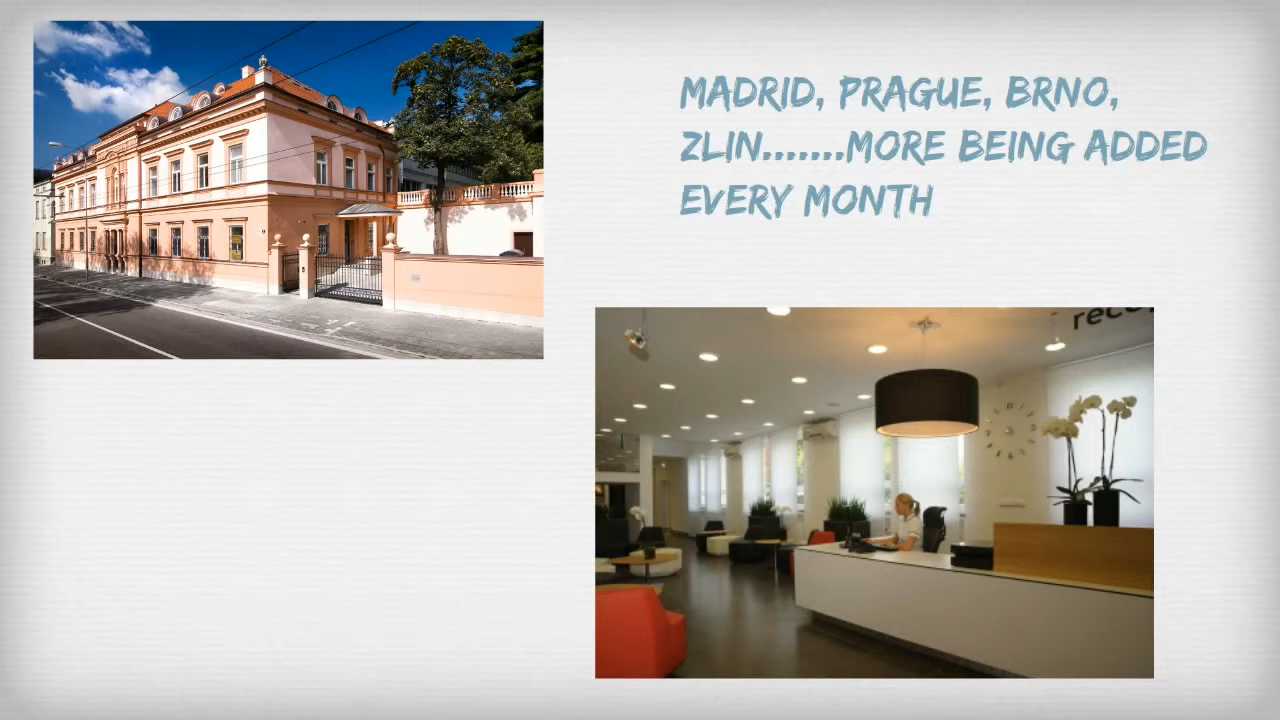 MADRID, PRAGUE, BRNO,
ZLIN.......MORE BEING ADDED
EVERY MONTH